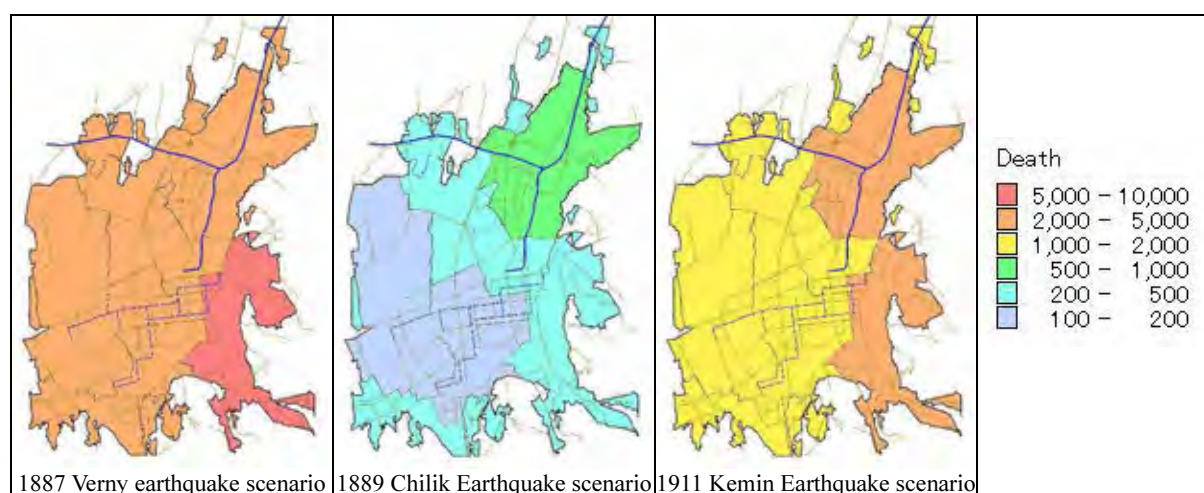 Death
5,000 – 10,000
2,000 – 5,000
1,000 – 2,000
500 – 1,000
200 – 500
100 – 200
1887 Verny earthquake scenario
1889 Chilik Earthquake scenario
1911 Kemin Earthquake scenario